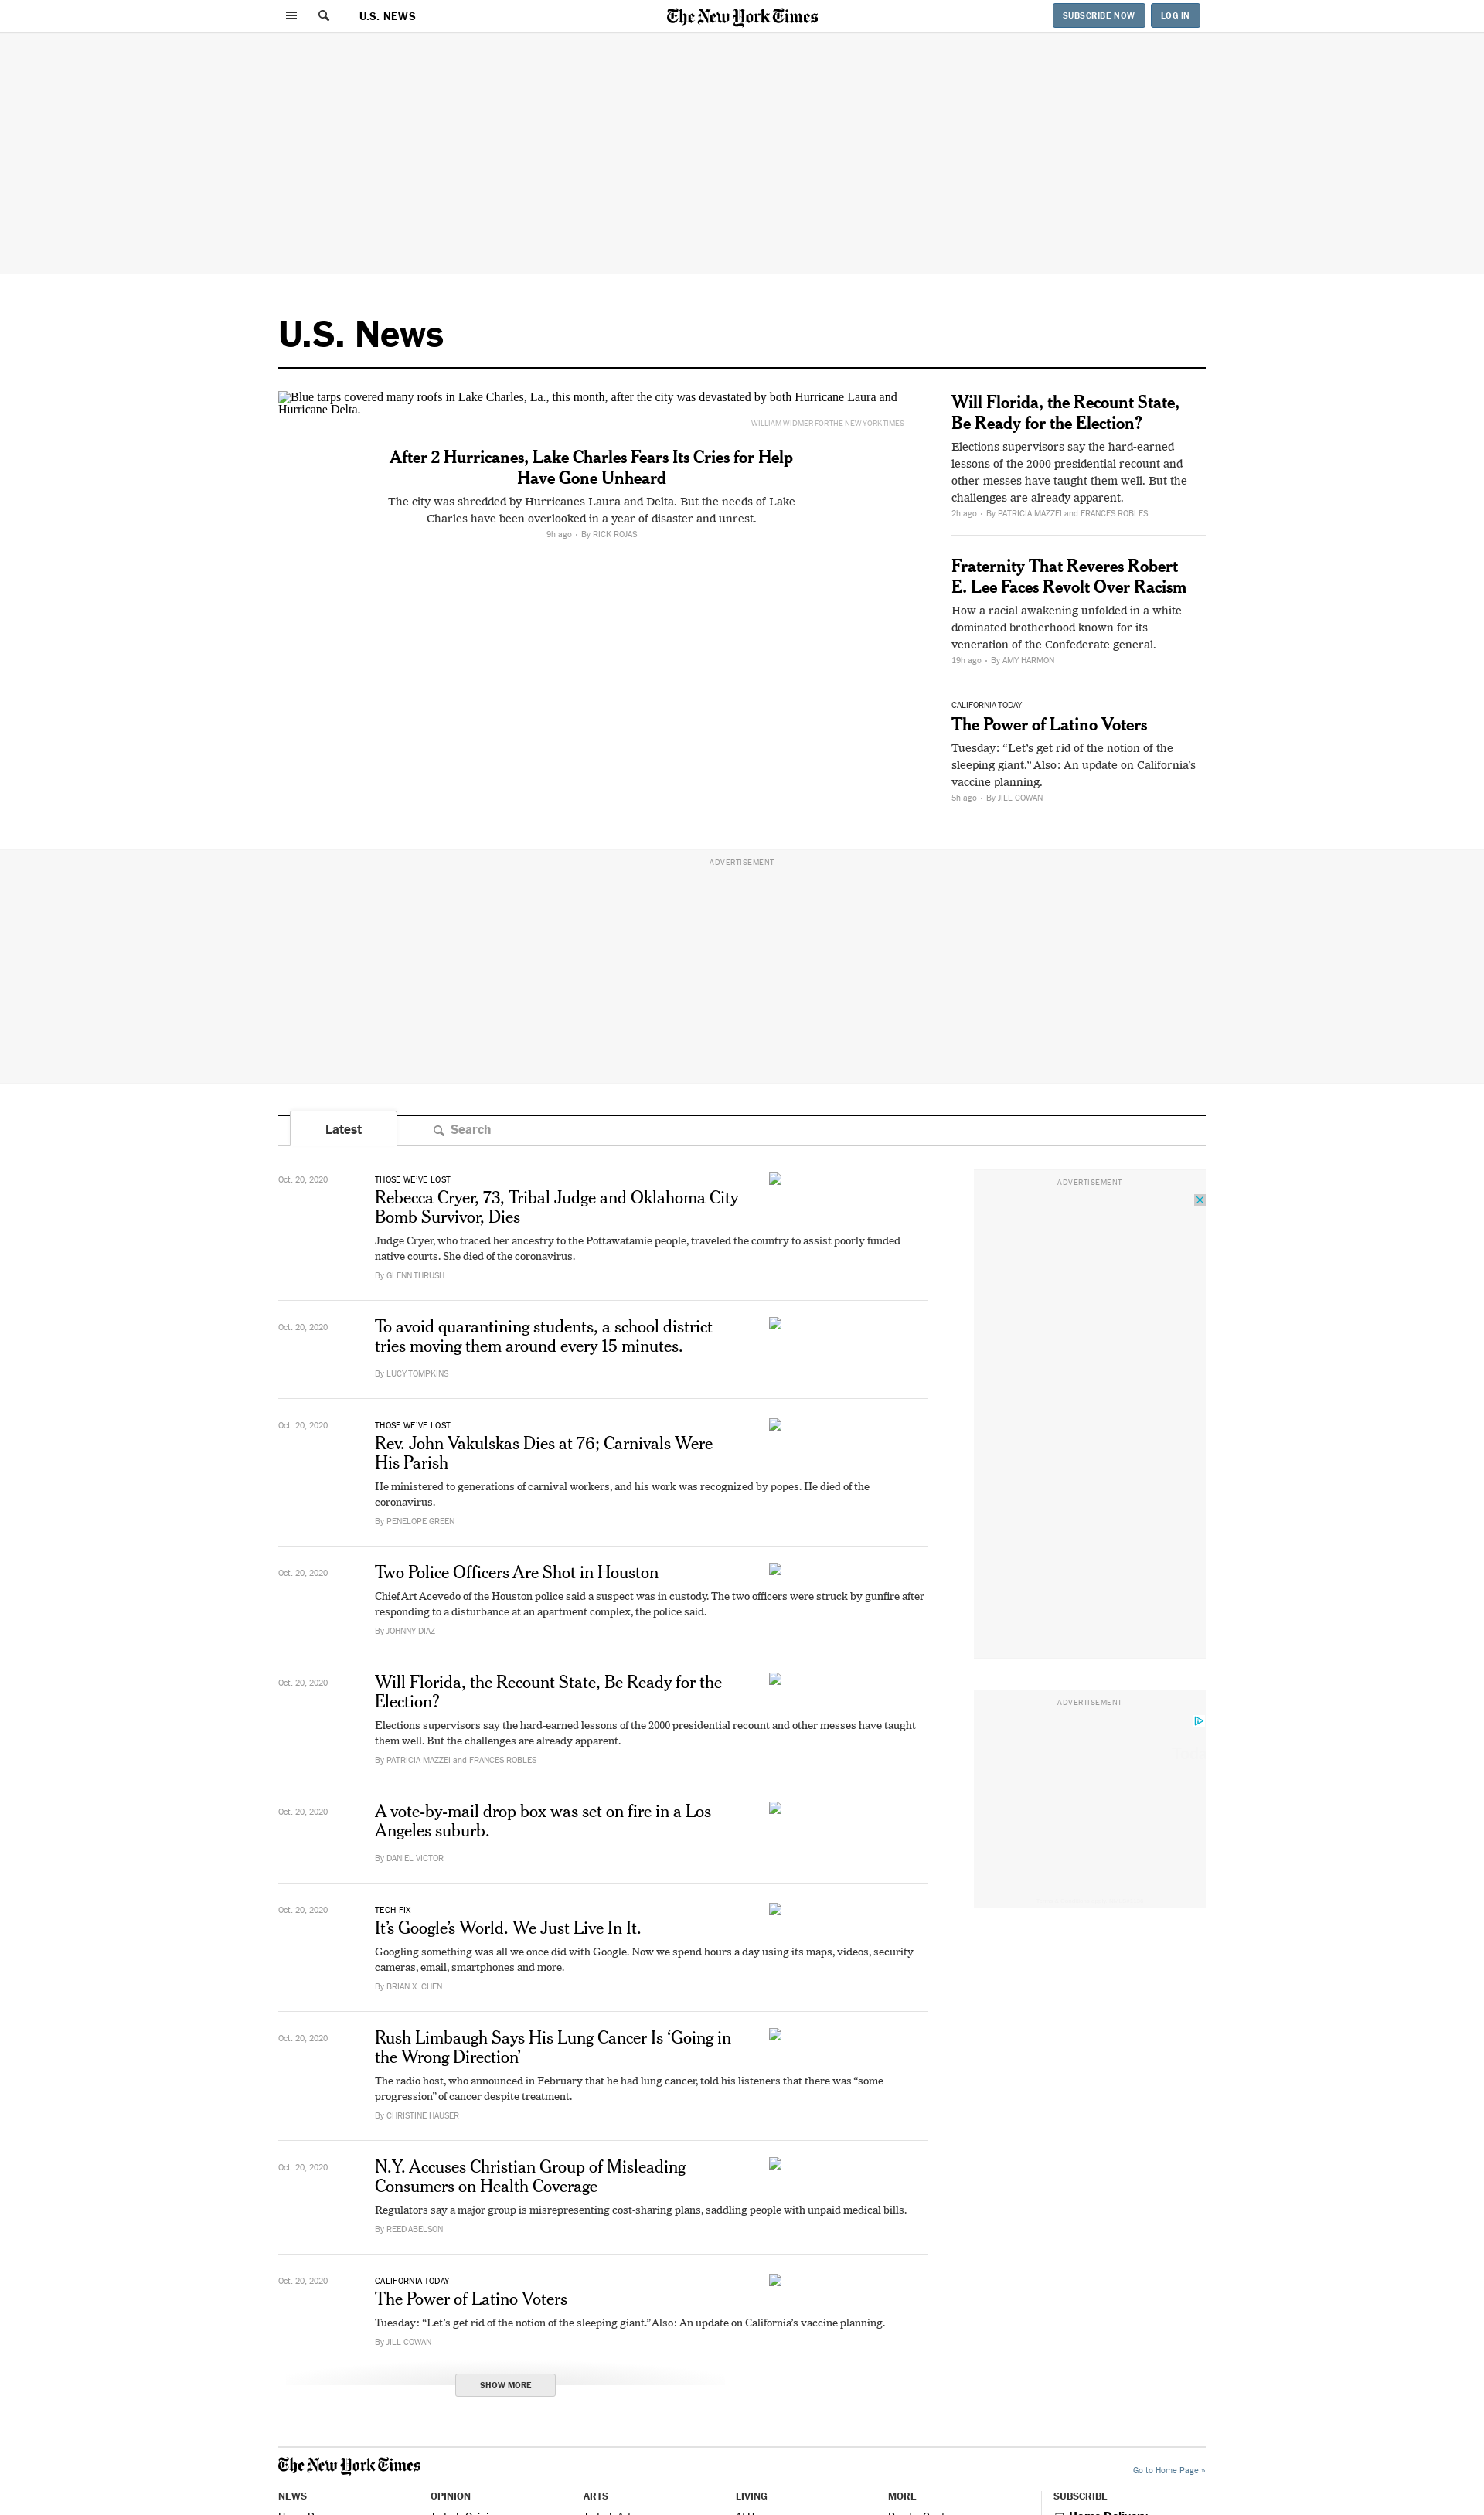 U.S. NEWS
The New York Times
SUBSCRIBE NOW
LOG IN
U.S. News
Blue tarps covered many roofs in Lake Charles, La., this month, after the city was devastated by both Hurricane Laura and
Hurricane Delta.
WILLIAM WIDMER FOR THE NEW YORK TIMES
After 2 Hurricanes, Lake Charles Fears Its Cries for Help
Have Gone Unheard
The city was shredded by Hurricanes Laura and Delta. But the needs of Lake
Charles have been overlooked in a year of disaster and unrest.
9h ago • By RICK ROJAS
Will Florida, the Recount State,
Be Ready for the Election?
Elections supervisors say the hard-earned
lessons of the 2000 presidential recount and
other messes have taught them well. But the
challenges are already apparent.
2h ago • By PATRICIA MAZZEI and FRANCES ROBLES
Fraternity That Reveres Robert
E. Lee Faces Revolt Over Racism
How a racial awakening unfolded in a white-
dominated brotherhood known for its
veneration of the Confederate general.
19h ago • By AMY HARMON
CALIFORNIA TODAY
The Power of Latino Voters
Tuesday: “Let’s get rid of the notion of the
sleeping giant.” Also: An update on California’s
vaccine planning.
5h ago • By JILL COWAN
ADVERTISEMENT
Latest
Search
Oct. 20, 2020
THOSE WE’VE LOST
Rebecca Cryer, 73, Tribal Judge and Oklahoma City
Bomb Survivor, Dies
Judge Cryer, who traced her ancestry to the Pottawatamie people, traveled the country to assist poorly funded
native courts. She died of the coronavirus.
By GLENN THRUSH
ADVERTISEMENT
Oct. 20, 2020
To avoid quarantining students, a school district
tries moving them around every 15 minutes.
By LUCY TOMPKINS
Oct. 20, 2020
THOSE WE’VE LOST
Rev. John Vakulskas Dies at 76; Carnivals Were
His Parish
He ministered to generations of carnival workers, and his work was recognized by popes. He died of the
coronavirus.
By PENELOPE GREEN
Oct. 20, 2020
Two Police Officers Are Shot in Houston
Chief Art Acevedo of the Houston police said a suspect was in custody. The two officers were struck by gunfire after
responding to a disturbance at an apartment complex, the police said.
By JOHNNY DIAZ
Oct. 20, 2020
Will Florida, the Recount State, Be Ready for the
Election?
Elections supervisors say the hard-earned lessons of the 2000 presidential recount and other messes have taught
them well. But the challenges are already apparent.
By PATRICIA MAZZEI and FRANCES ROBLES
ADVERTISEMENT
Oct. 20, 2020
A vote-by-mail drop box was set on fire in a Los
Angeles suburb.
By DANIEL VICTOR
Oct. 20, 2020
TECH FIX
It’s Google’s World. We Just Live In It.
Googling something was all we once did with Google. Now we spend hours a day using its maps, videos, security
cameras, email, smartphones and more.
By BRIAN X. CHEN
Oct. 20, 2020
Rush Limbaugh Says His Lung Cancer Is ‘Going in
the Wrong Direction’
The radio host, who announced in February that he had lung cancer, told his listeners that there was “some
progression” of cancer despite treatment.
By CHRISTINE HAUSER
Oct. 20, 2020
N.Y. Accuses Christian Group of Misleading
Consumers on Health Coverage
Regulators say a major group is misrepresenting cost-sharing plans, saddling people with unpaid medical bills.
By REED ABELSON
Oct. 20, 2020
CALIFORNIA TODAY
The Power of Latino Voters
Tuesday: “Let’s get rid of the notion of the sleeping giant.” Also: An update on California’s vaccine planning.
By JILL COWAN
SHOW MORE
The New York Times
Go to Home Page »
NEWS
OPINION
ARTS
LIVING
MORE
SUBSCRIBE